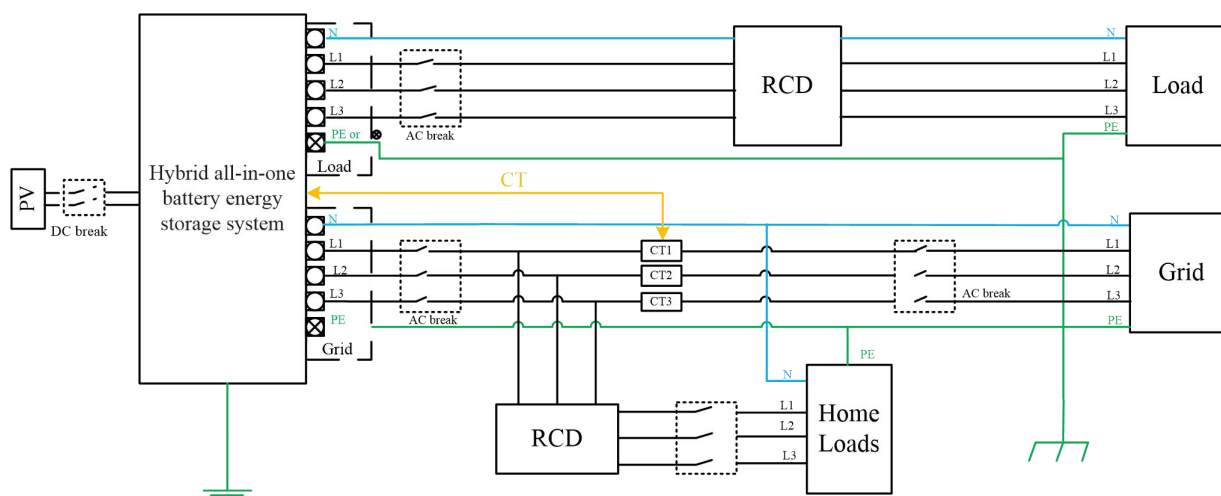 N
L1
L2
L3
PE or
Load
AC break
RCD
N
L1
L2
L3
PE
Load
PV
DC break
Hybrid all-in-one
battery energy
storage system
CT
N
L1
L2
L3
PE
Grid
AC break
CT1
CT2
CT3
AC break
N
L1
L2
L3
PE
Grid
PE
N
RCD
L1
L2
L3
Home
Loads